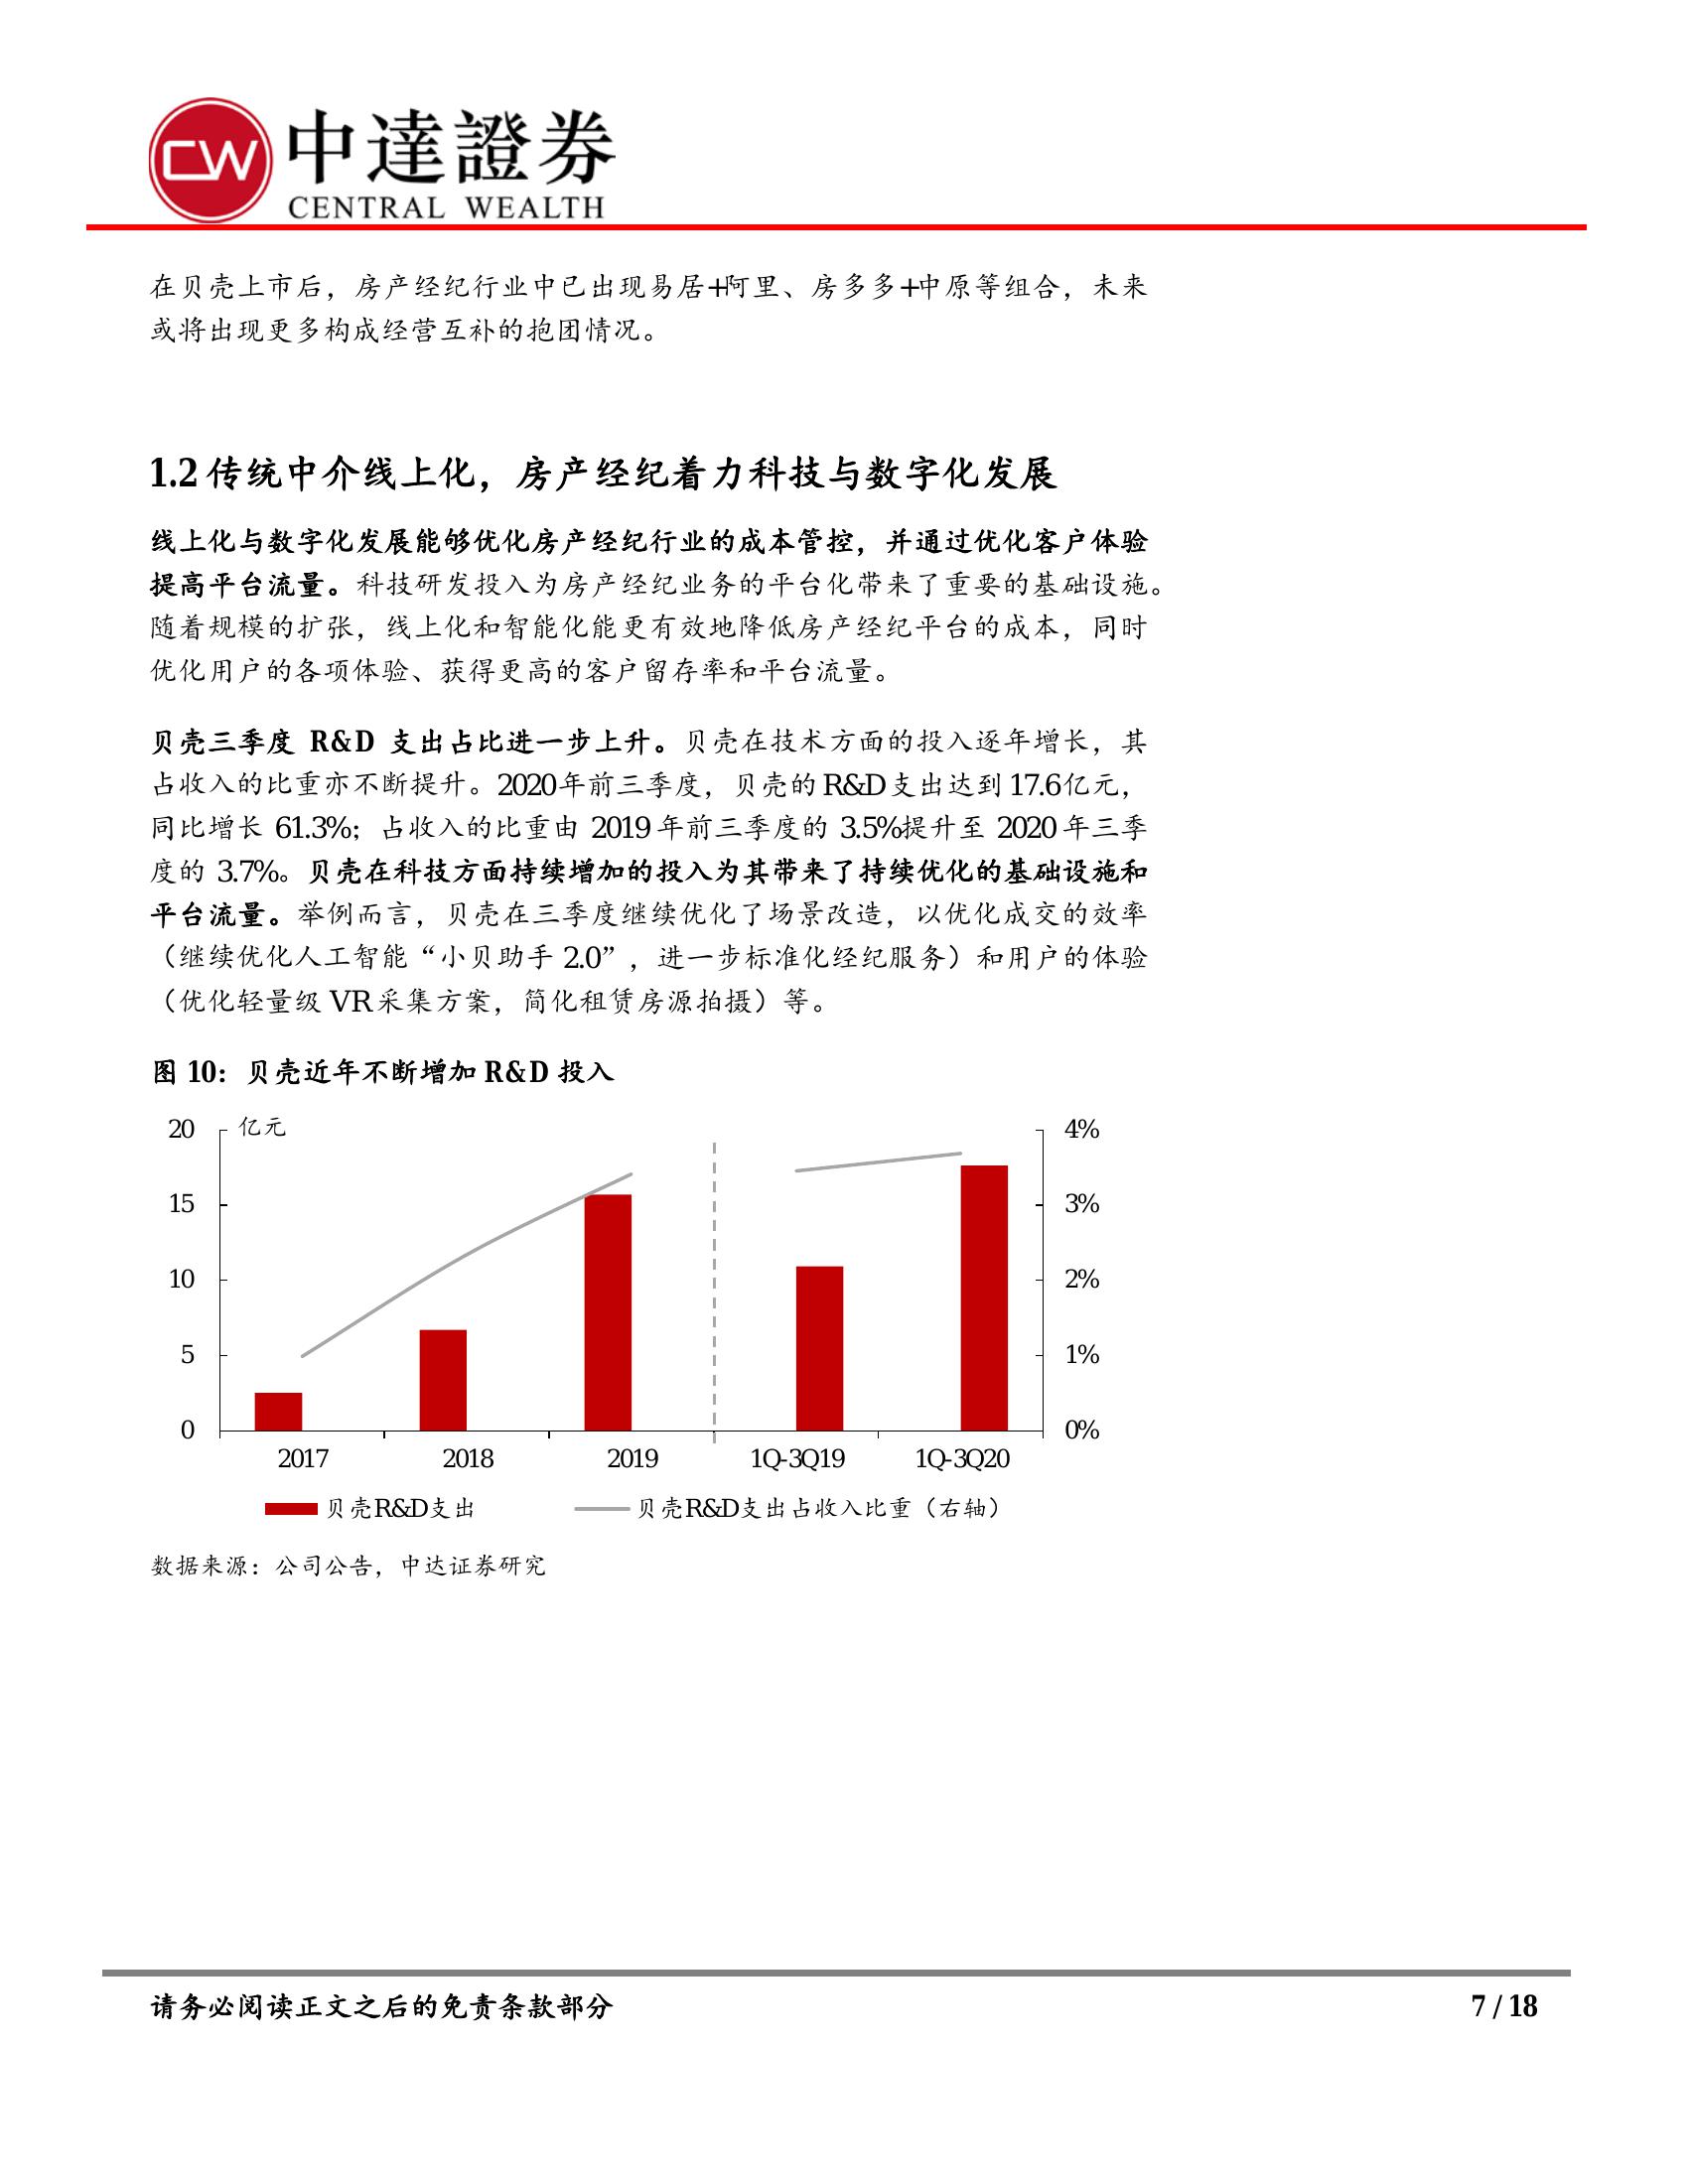 CW 中達證券
CENTRAL WEALTH
在贝壳上市后，房产经纪行业中已出现易居+阿里、房多多+中原等组合，未来
或将出现更多构成经营互补的抱团情况。
1.2 传统中介线上化，房产经纪着力科技与数字化发展
线上化与数字化发展能够优化房产经纪行业的成本管控，并通过优化客户体验
提高平台流量。科技研发投入为房产经纪业务的平台化带来了重要的基础设施。
随着规模的扩张，线上化和智能化能更有效地降低房产经纪平台的成本，同时
优化用户的各项体验、获得更高的客户留存率和平台流量。
贝壳三季度 R&D 支出占比进一步上升。贝壳在技术方面的投入逐年增长，其
占收入的比重亦不断提升。2020年前三季度，贝壳的 R&D 支出达到 17.6亿元，
同比增长 61.3%；占收入的比重由 2019 年前三季度的 3.5%提升至 2020 年三季
度的 3.7%。贝壳在科技方面持续增加的投入为其带来了持续优化的基础设施和
平台流量。举例而言，贝壳在三季度继续优化了场景改造，以优化成交的效率
（继续优化人工智能“小贝助手 2.0”，进一步标准化经纪服务）和用户的体验
（优化轻量级 VR 采集方案，简化租赁房源拍摄）等。
图 10：贝壳近年不断增加 R&D 投入
20 亿元 4%
15 3%
10 2%
5 1%
0 0%
2017 2018 2019 1Q-3Q19 1Q-3Q20
贝壳R&D支出 贝壳R&D支出占收入比重（右轴）
数据来源：公司公告，中达证券研究
请务必阅读正文之后的免责条款部分 7 / 18